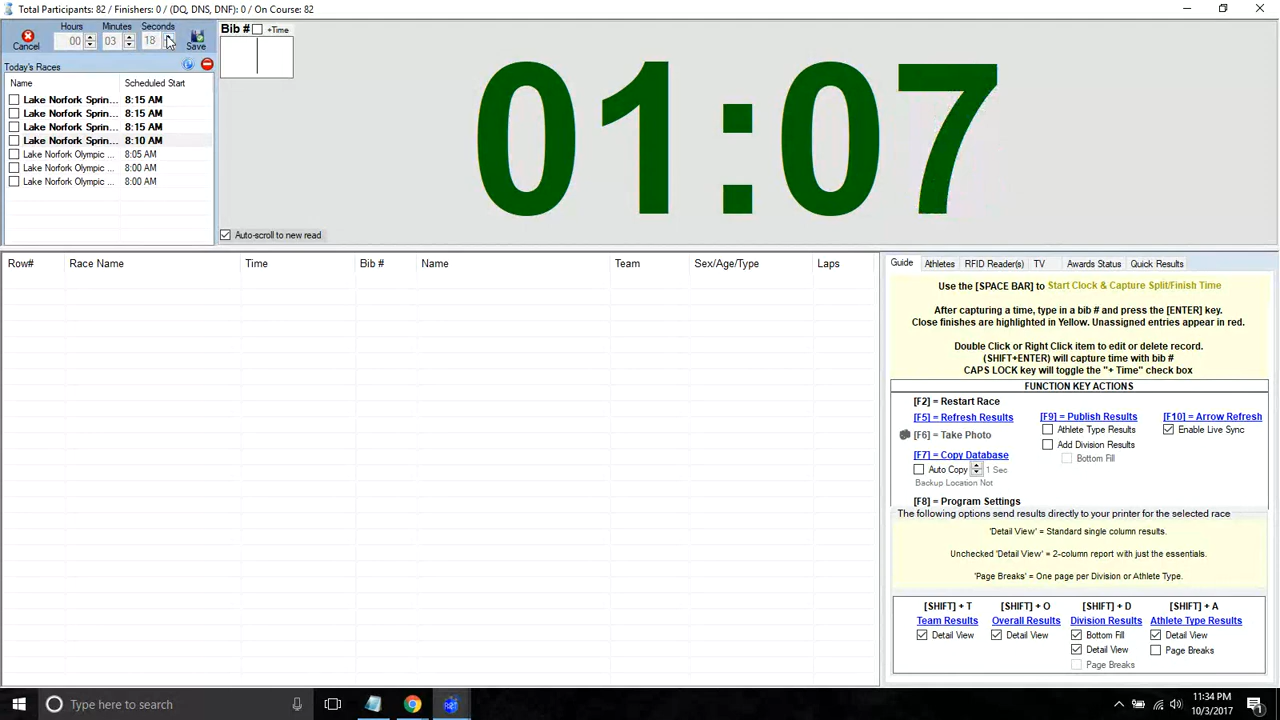 Total Participants: 82 / Finishers: 0 / (DQ, DNS, DNF): 0 / On Course: 82
Hours Minutes Seconds
Cancel 00 03 18 Save
Bib # +Time
Today's Races
Name Scheduled Start
Lake Norfork Sprin... 8:15 AM
Lake Norfork Sprin... 8:15 AM
Lake Norfork Sprin... 8:15 AM
Lake Norfork Sprin... 8:10 AM
Lake Norfork Olympic ... 8:05 AM
Lake Norfork Olympic ... 8:00 AM
Lake Norfork Olympic ... 8:00 AM
01:07
Auto-scroll to new read
Row# Race Name Time Bib # Name Team Sex/Age/Type Laps
Guide Athletes RFID Reader(s) TV Awards Status Quick Results
Use the [SPACE BAR] to Start Clock & Capture Split/Finish Time
After capturing a time, type in a bib # and press the [ENTER] key.
Close finishes are highlighted in Yellow. Unassigned entries appear in red.
Double Click or Right Click item to edit or delete record.
(SHIFT+ENTER) will capture time with bib #
CAPS LOCK key will toggle the "+ Time" check box
FUNCTION KEY ACTIONS
[F2] = Restart Race
[F5] = Refresh Results [F9] = Publish Results [F10] = Arrow Refresh
Athlete Type Results Enable Live Sync
[F6] = Take Photo
Add Division Results
[F7] = Copy Database Bottom Fill
Auto Copy 1 Sec
Backup Location Not
[F8] = Program Settings
The following options send results directly to your printer for the selected race
'Detail View' = Standard single column results.
Unchecked 'Detail View' = 2-column report with just the essentials.
'Page Breaks' = One page per Division or Athlete Type.
[SHIFT] + T [SHIFT] + O [SHIFT] + D [SHIFT] + A
Team Results Overall Results Division Results Athlete Type Results
Detail View Detail View Bottom Fill Detail View
Detail View Page Breaks
Page Breaks
Type here to search
11:34 PM
10/3/2017